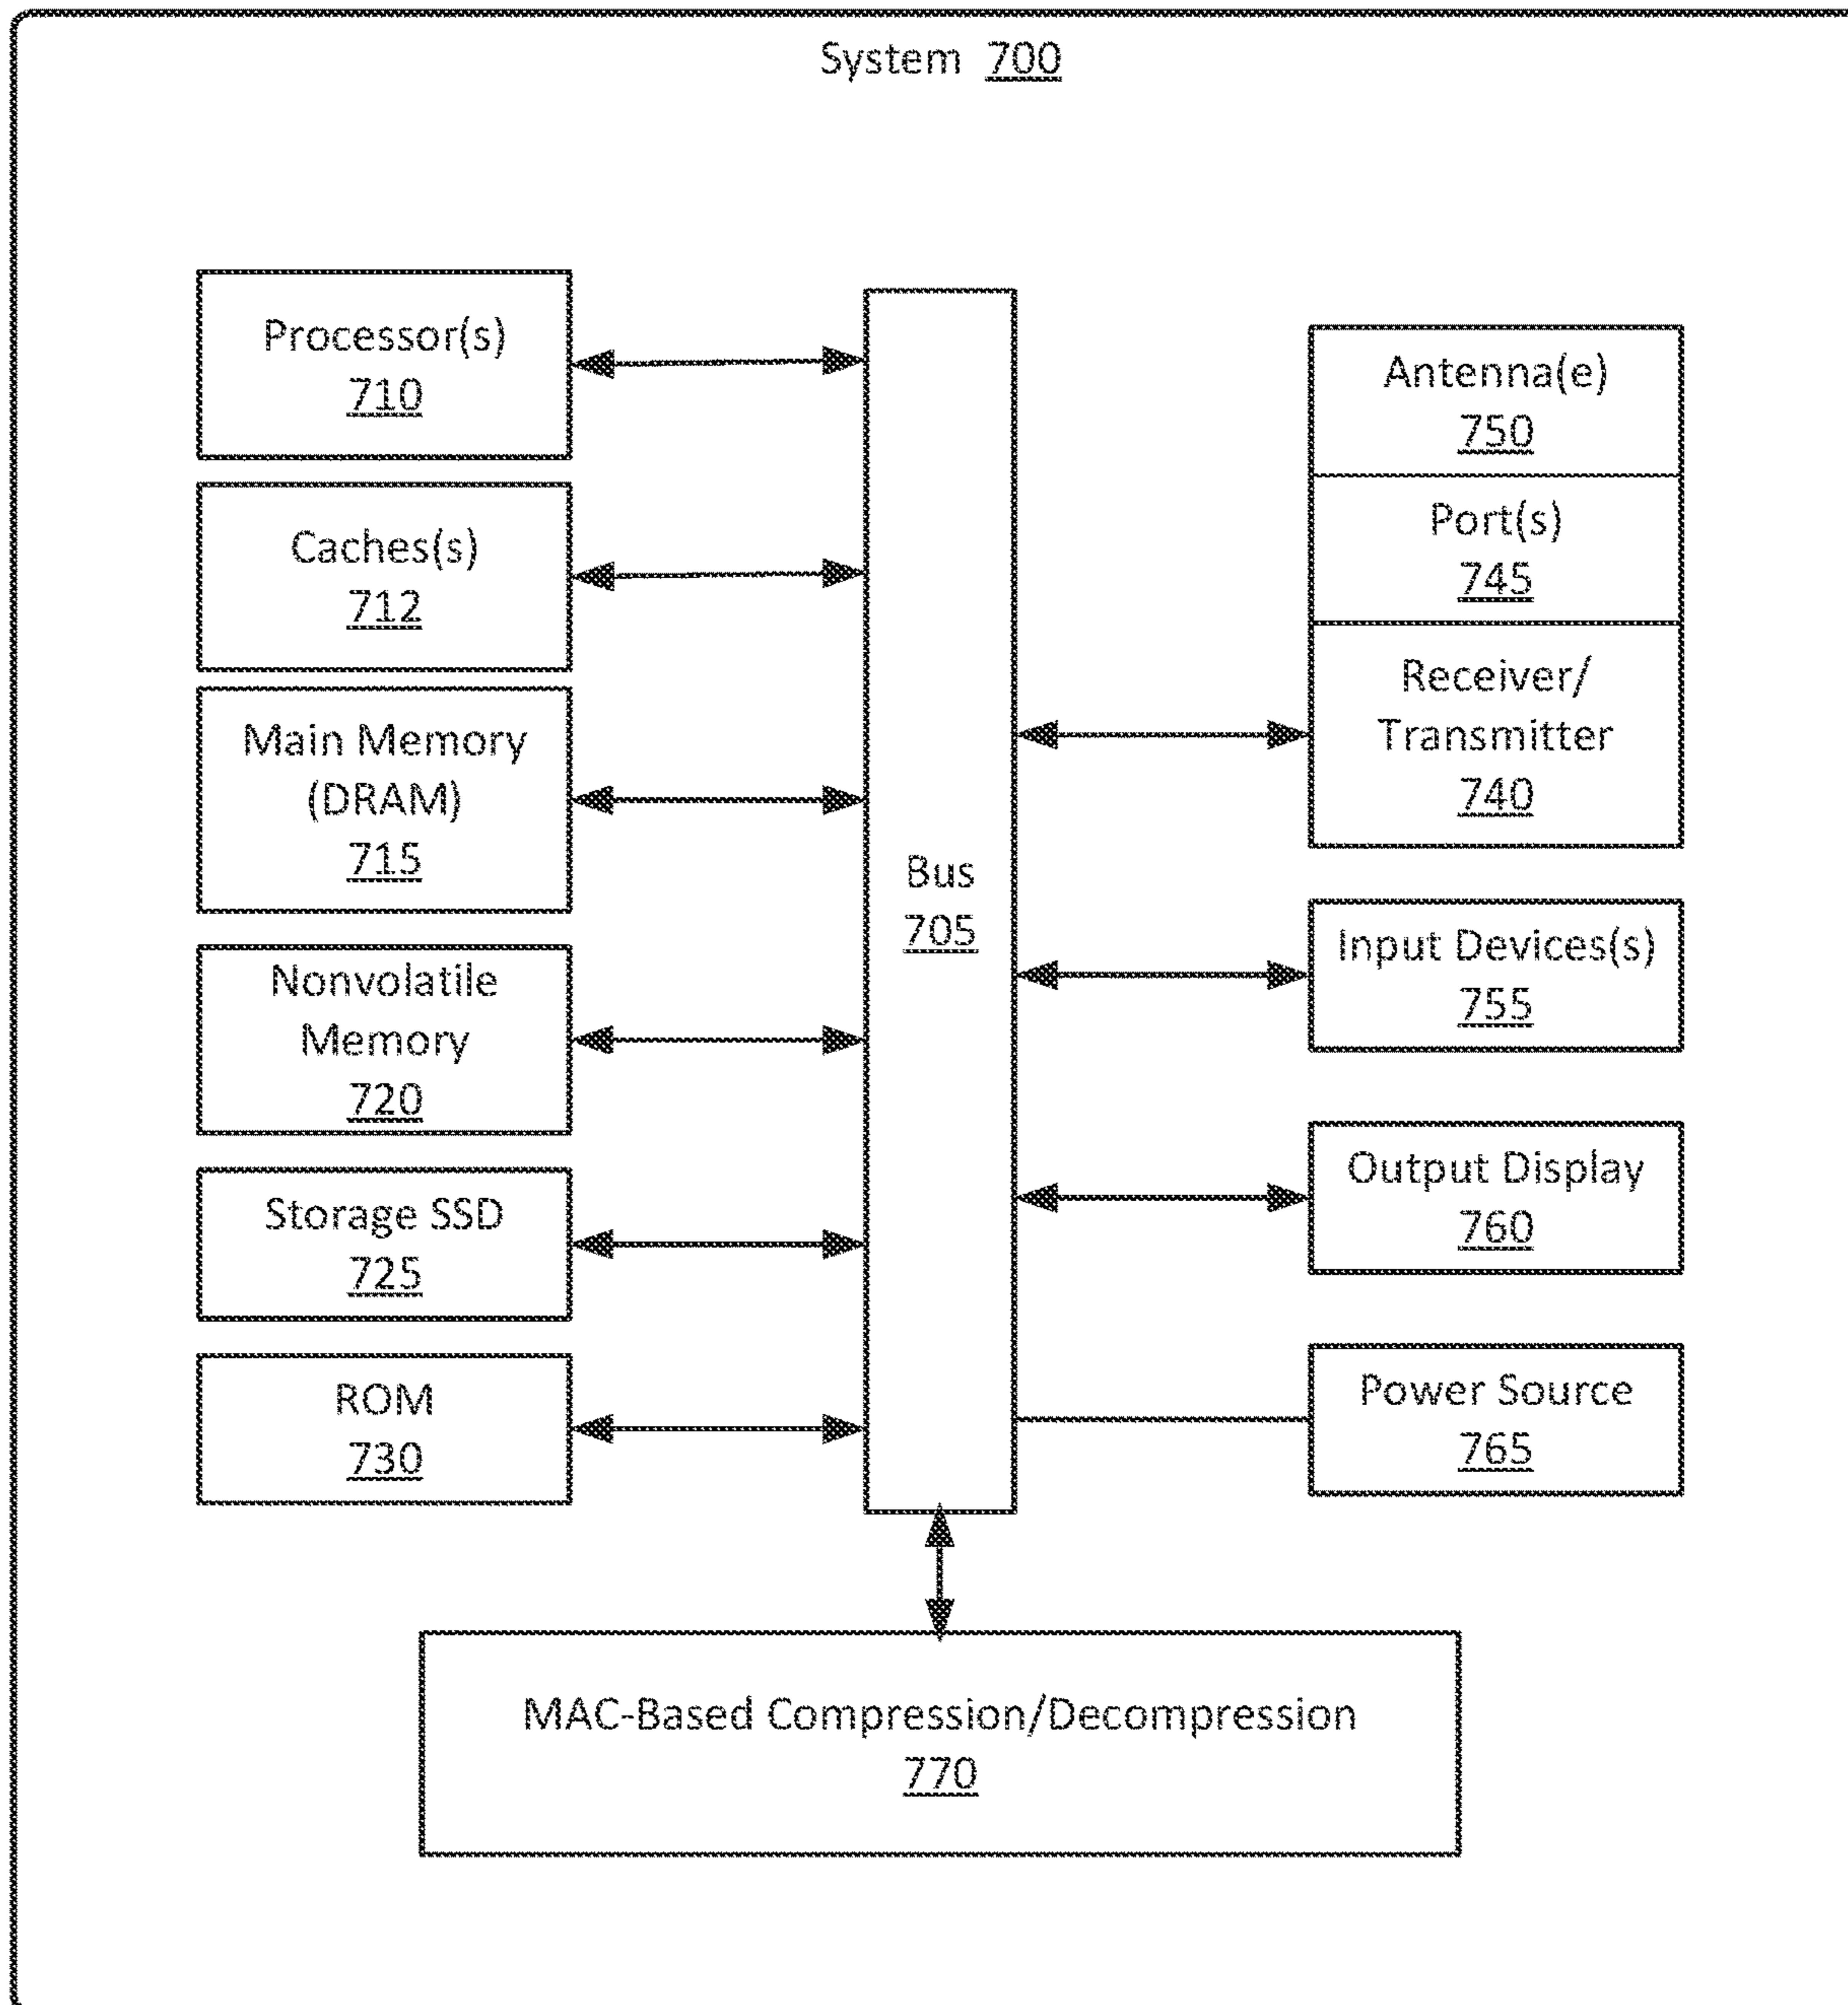 System 700
Processor(s)
710
Caches(s)
712
Main Memory
(DRAM)
715
Nonvolatile
Memory
720
Storage SSD
725
ROM
730
Bus
705
Antenna(e)
750
Port(s)
745
Receiver/
Transmitter
740
Input Devices(s)
755
Output Display
760
Power Source
765
MAC-Based Compression/Decompression
770